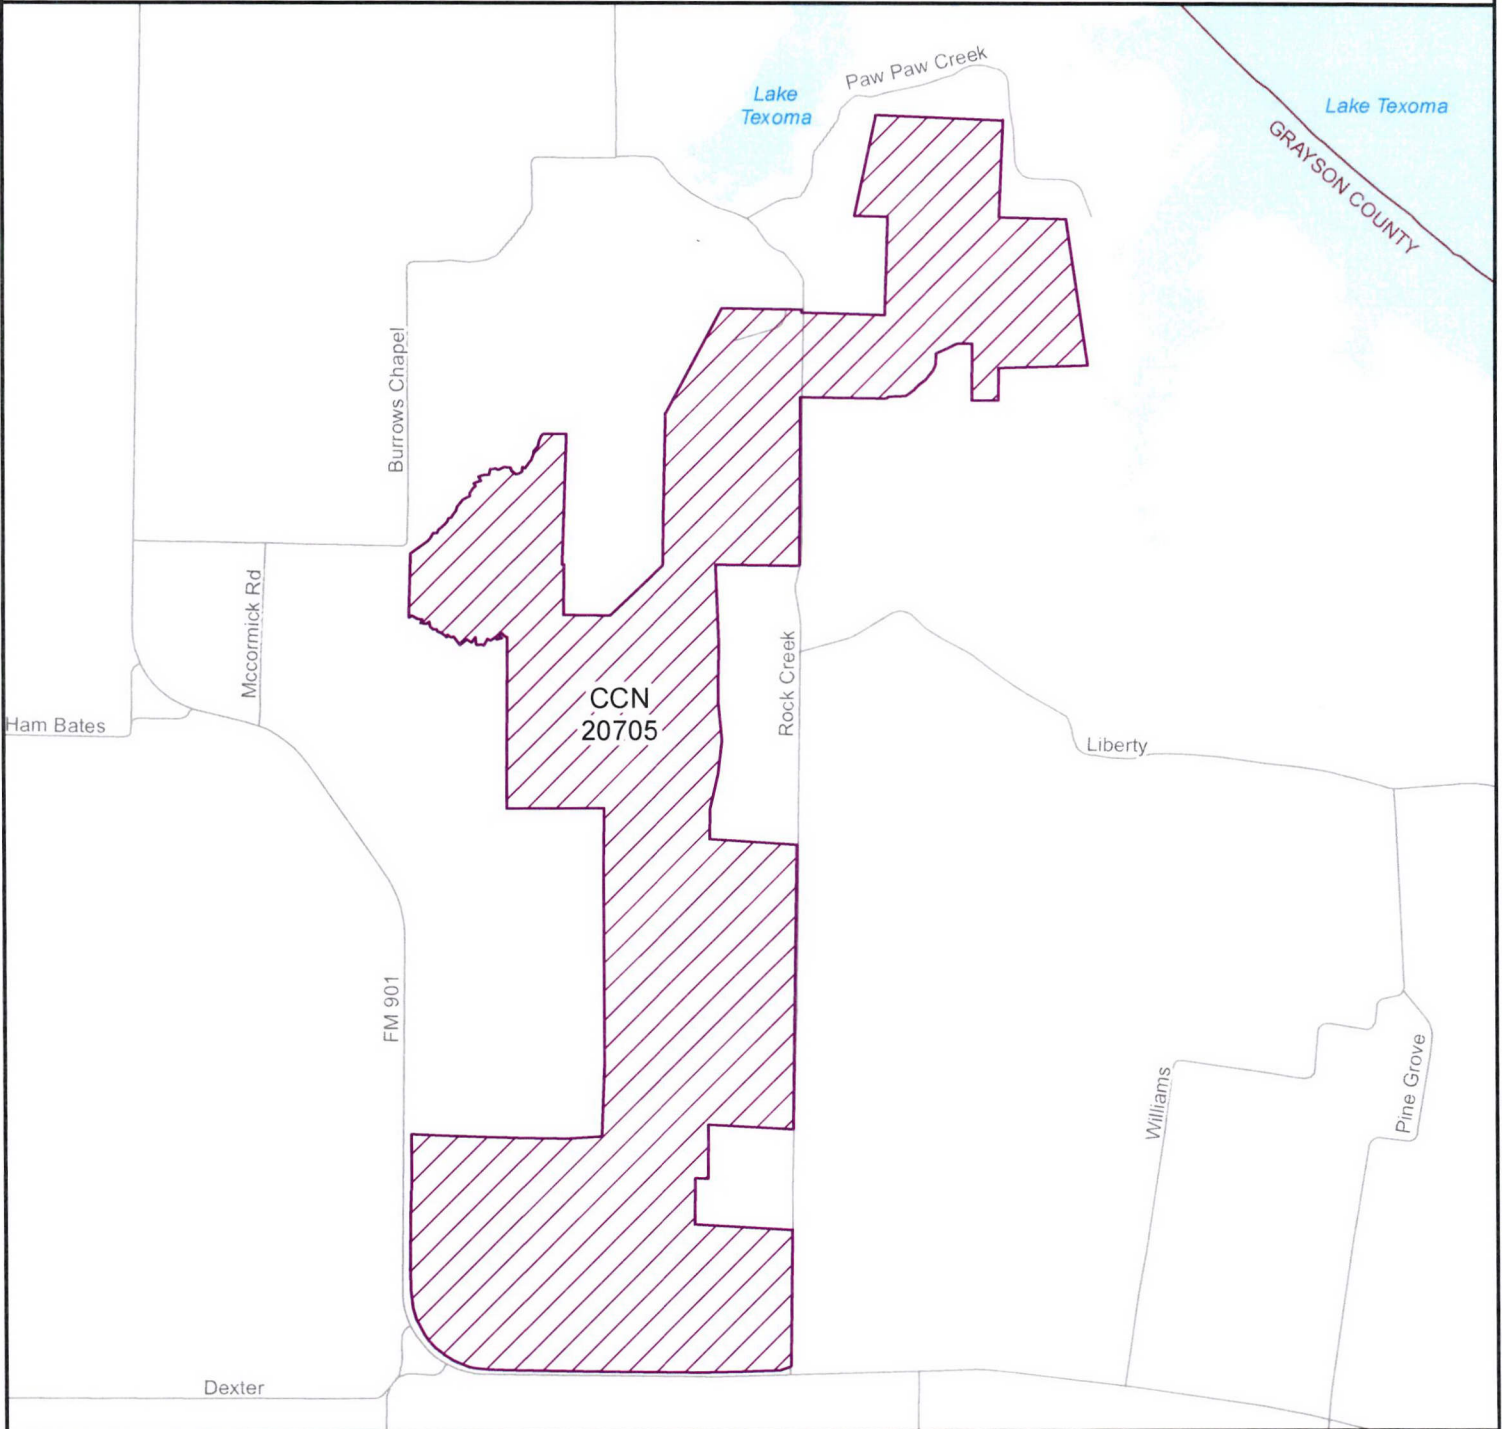 Paw Paw Creek
Lake
Texoma
Lake Texoma
GRAYSON COUNTY
Burrows Chapel
Mccormick Rd
Rock Creek
CCN
20705
Ham Bates
Liberty
FM 901
Williams
Pine Grove
Dexter